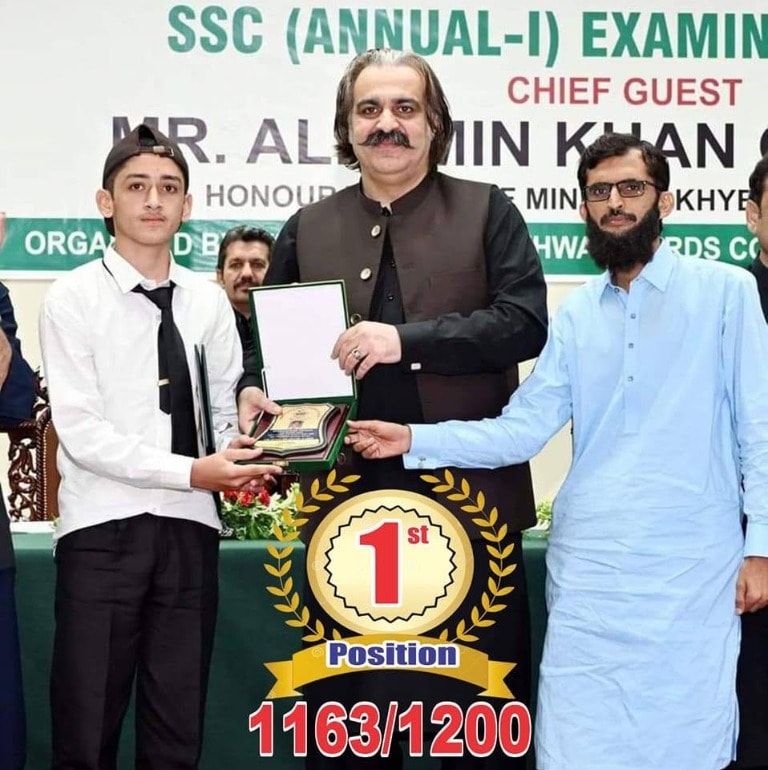 SSC (ANNUAL-I) EXAMIN
CHIEF GUEST
MR. AL MIN KHAN
HONOUR E MIN KHYE
ORGA D B HWA RDS CO
1st
Position
1163/1200